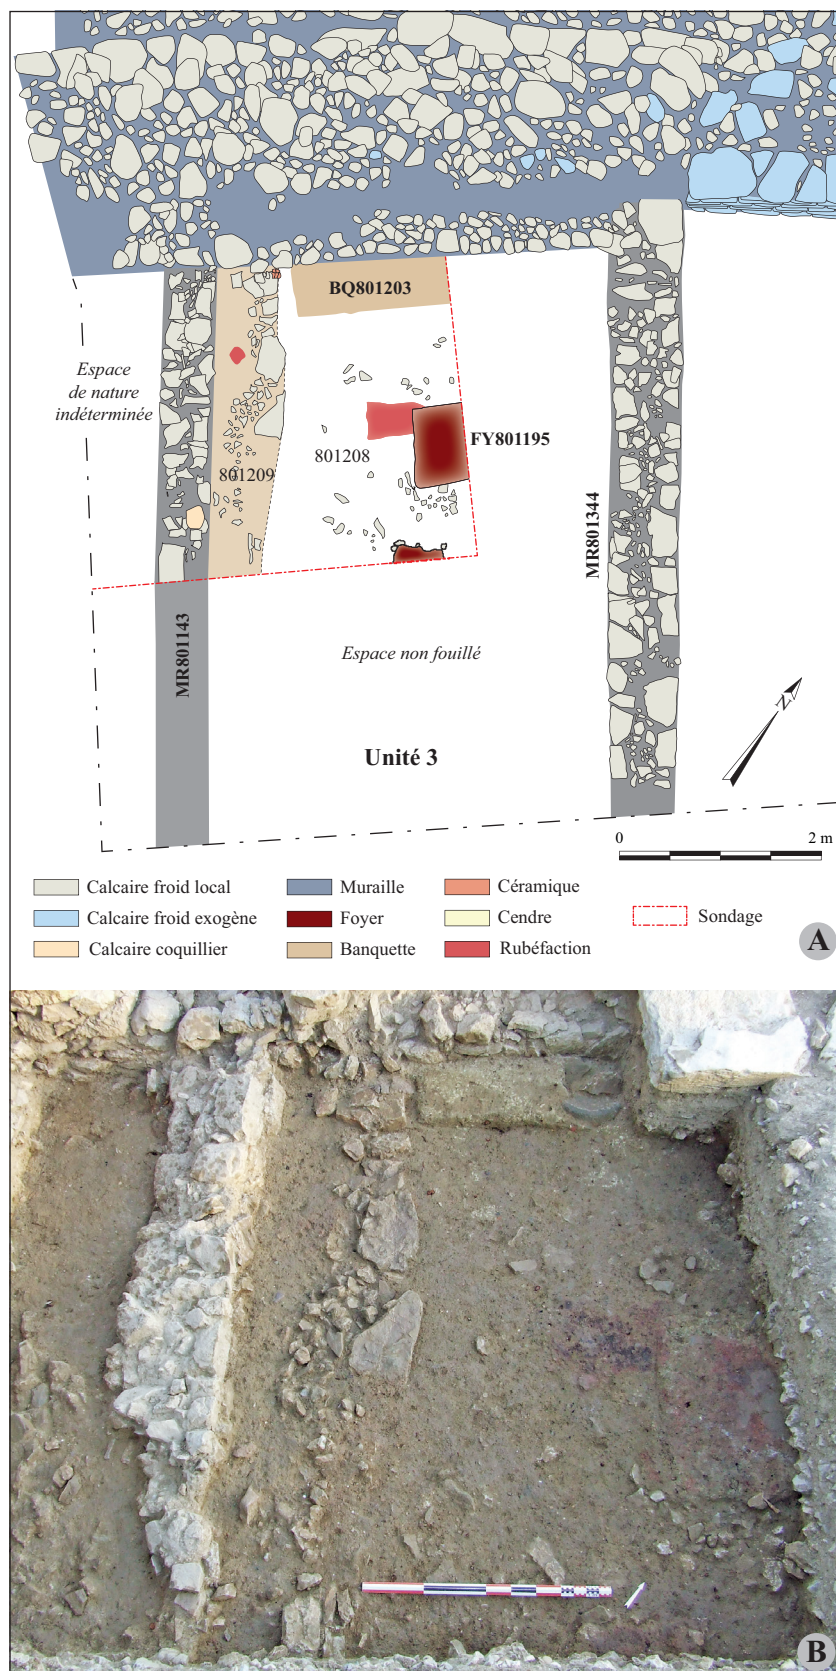 BQ801203
Espace
de nature
indéterminée
FY801195
801208
801209
MR801344
MR801143
Espace non fouillé
N
Unité 3
0 2 m
Calcaire froid local
Muraille
Céramique
Calcaire froid exogène
Foyer
Cendre
Sondage
Calcaire coquillier
Banquette
Rubéfaction
A
B